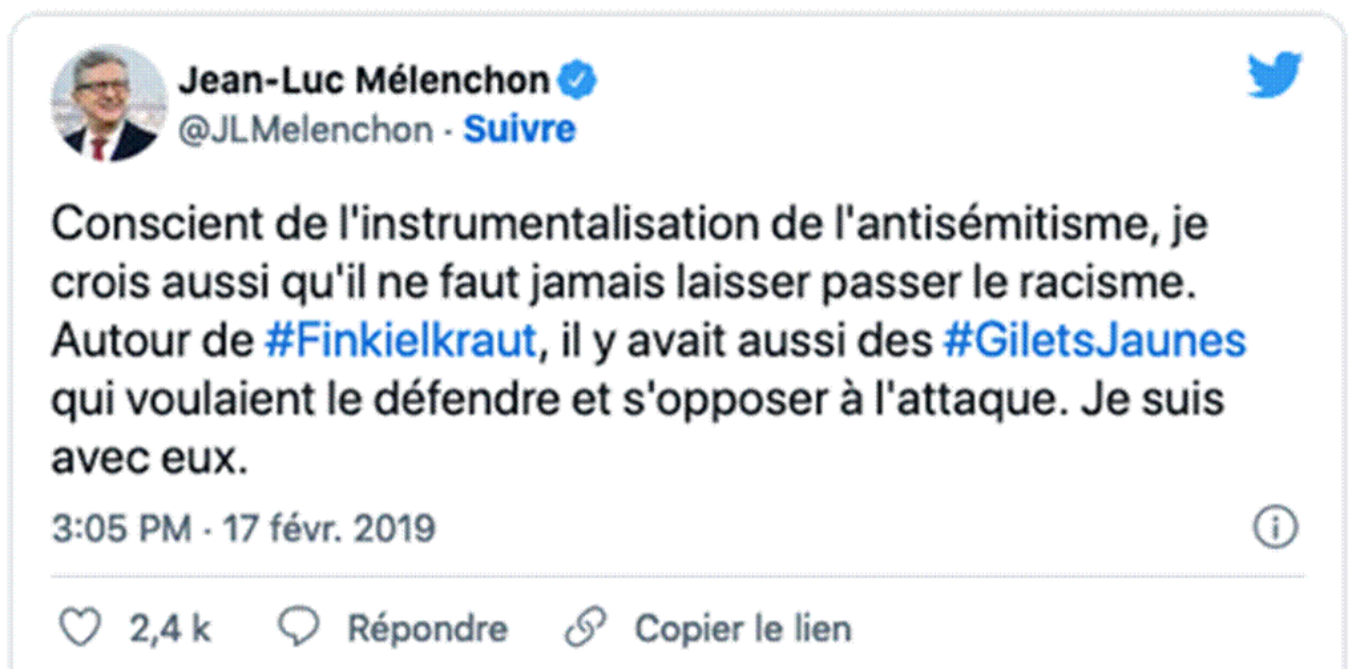 Jean-Luc Mélenchon
@JLMelenchon · Suivre
Conscient de l'instrumentalisation de l'antisémitisme, je
crois aussi qu'il ne faut jamais laisser passer le racisme.
Autour de #Finkielkraut, il y avait aussi des #GiletsJaunes
qui voulaient le défendre et s'opposer à l'attaque. Je suis
avec eux.
3:05 PM · 17 févr. 2019
2,4 k Répondre Copier le lien